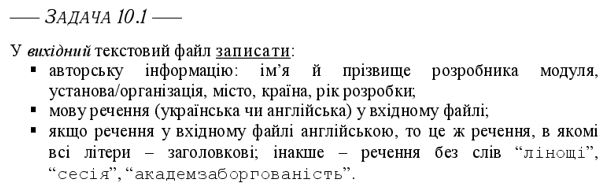 —— ЗАДАЧА 10.1 ——
У вихідний текстовий файл записати:
▪ авторську інформацію: ім’я й прізвище розробника модуля,
установа/організація, місто, країна, рік розробки;
▪ мову речення (українська чи англійська) у вхідному файлі;
▪ якщо речення у вхідному файлі англійською, то це ж речення, в якомі
всі літери – заголовкові; інакше – речення без слів “лінощі”,
“сесія”, “академзаборгованість”.